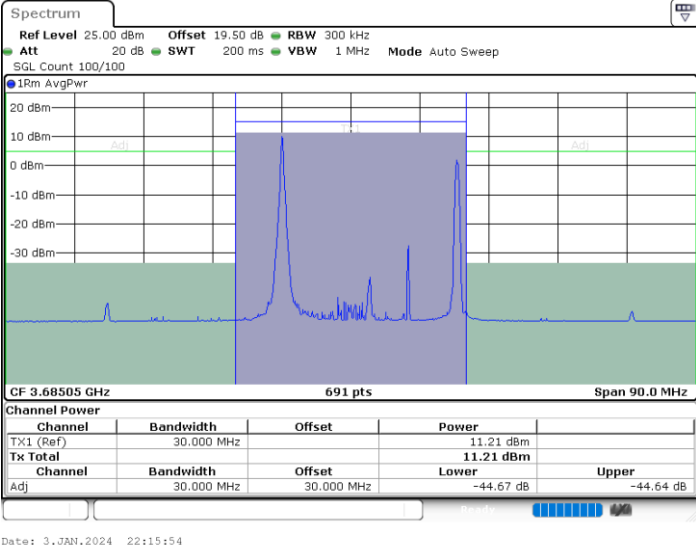 Spectrum
Ref Level 25.00 dBm Offset 19.50 dB RBW 300 kHz
Att 20 dB SWT 200 ms VBW 1 MHz Mode Auto Sweep
SGL Count 100/100
1Rm AvgPwr
20 dBm
TX1
10 dBm
Adj Adj
0 dBm
-10 dBm
-20 dBm
-30 dBm
CF 3.68505 GHz 691 pts Span 90.0 MHz
Channel Power
Channel Bandwidth Offset Power
TX1 (Ref) 30.000 MHz 11.21 dBm
Tx Total 11.21 dBm
Channel Bandwidth Offset Lower Upper
Adj 30.000 MHz 30.000 MHz -44.67 dB -44.64 dB
Ready
Date: 3.JAN.2024 22:15:54